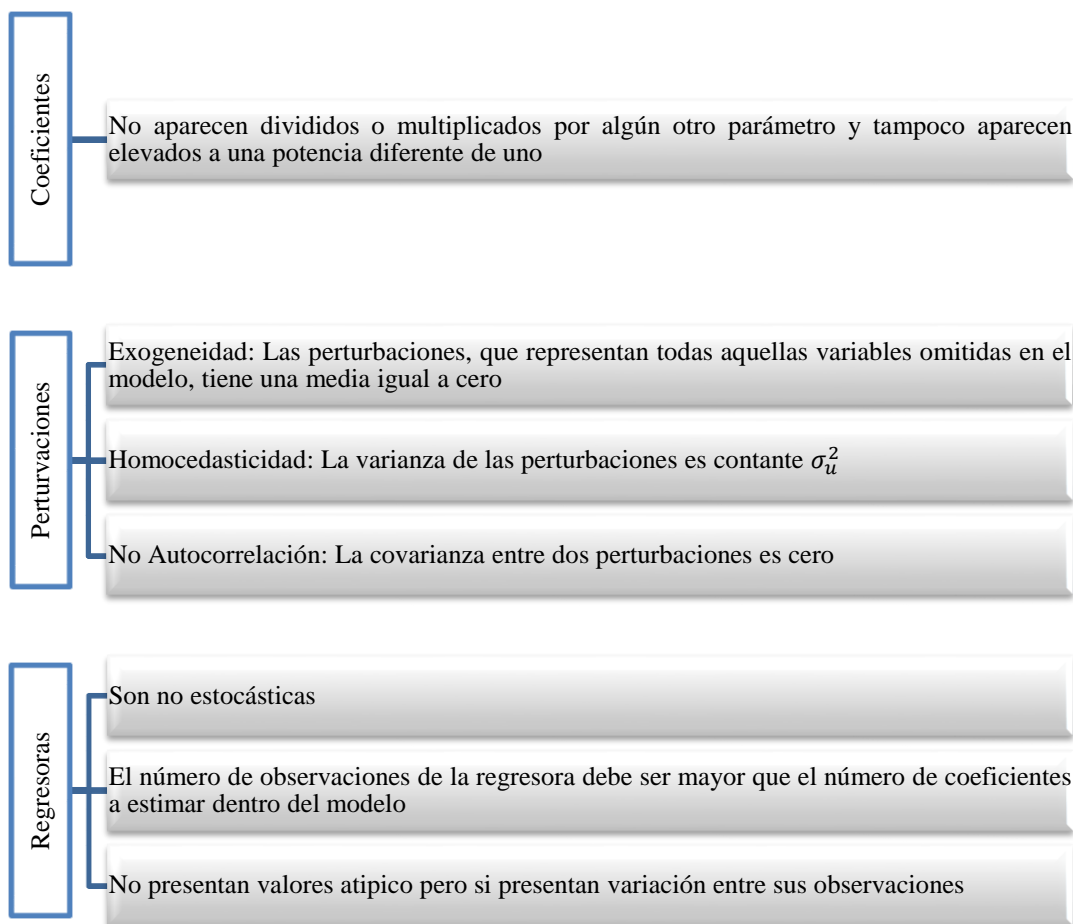 Coeficientes
No aparecen divididos o multiplicados por algún otro parámetro y tampoco aparecen
elevados a una potencia diferente de uno
Perturvaciones
Exogeneidad: Las perturbaciones, que representan todas aquellas variables omitidas en el
modelo, tiene una media igual a cero
Homocedasticidad: La varianza de las perturbaciones es contante σ_u^2
No Autocorrelación: La covarianza entre dos perturbaciones es cero
Regresoras
Son no estocásticas
El número de observaciones de la regresora debe ser mayor que el número de coeficientes
a estimar dentro del modelo
No presentan valores atipico pero si presentan variación entre sus observaciones